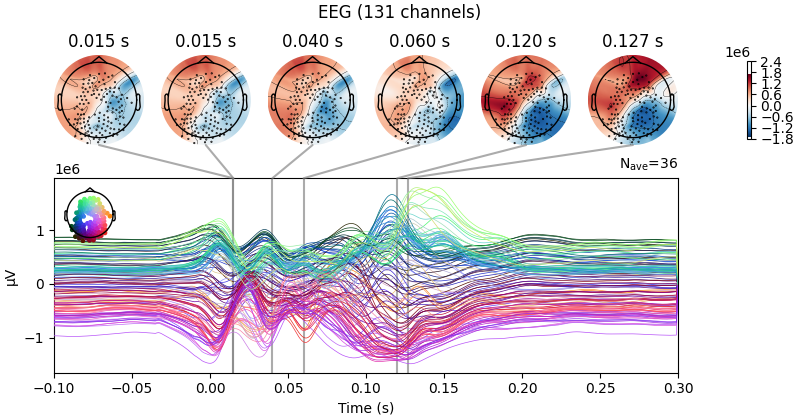 EEG (131 channels)
0.015 s 0.015 s 0.040 s 0.060 s 0.120 s 0.127 s
1e6
2.4
1.8
1.2
0.6
0.0
−0.6
−1.2
−1.8
1e6
Nave=36
µV
1
0
−1
−0.10 −0.05 0.00 0.05 0.10 0.15 0.20 0.25 0.30
Time (s)